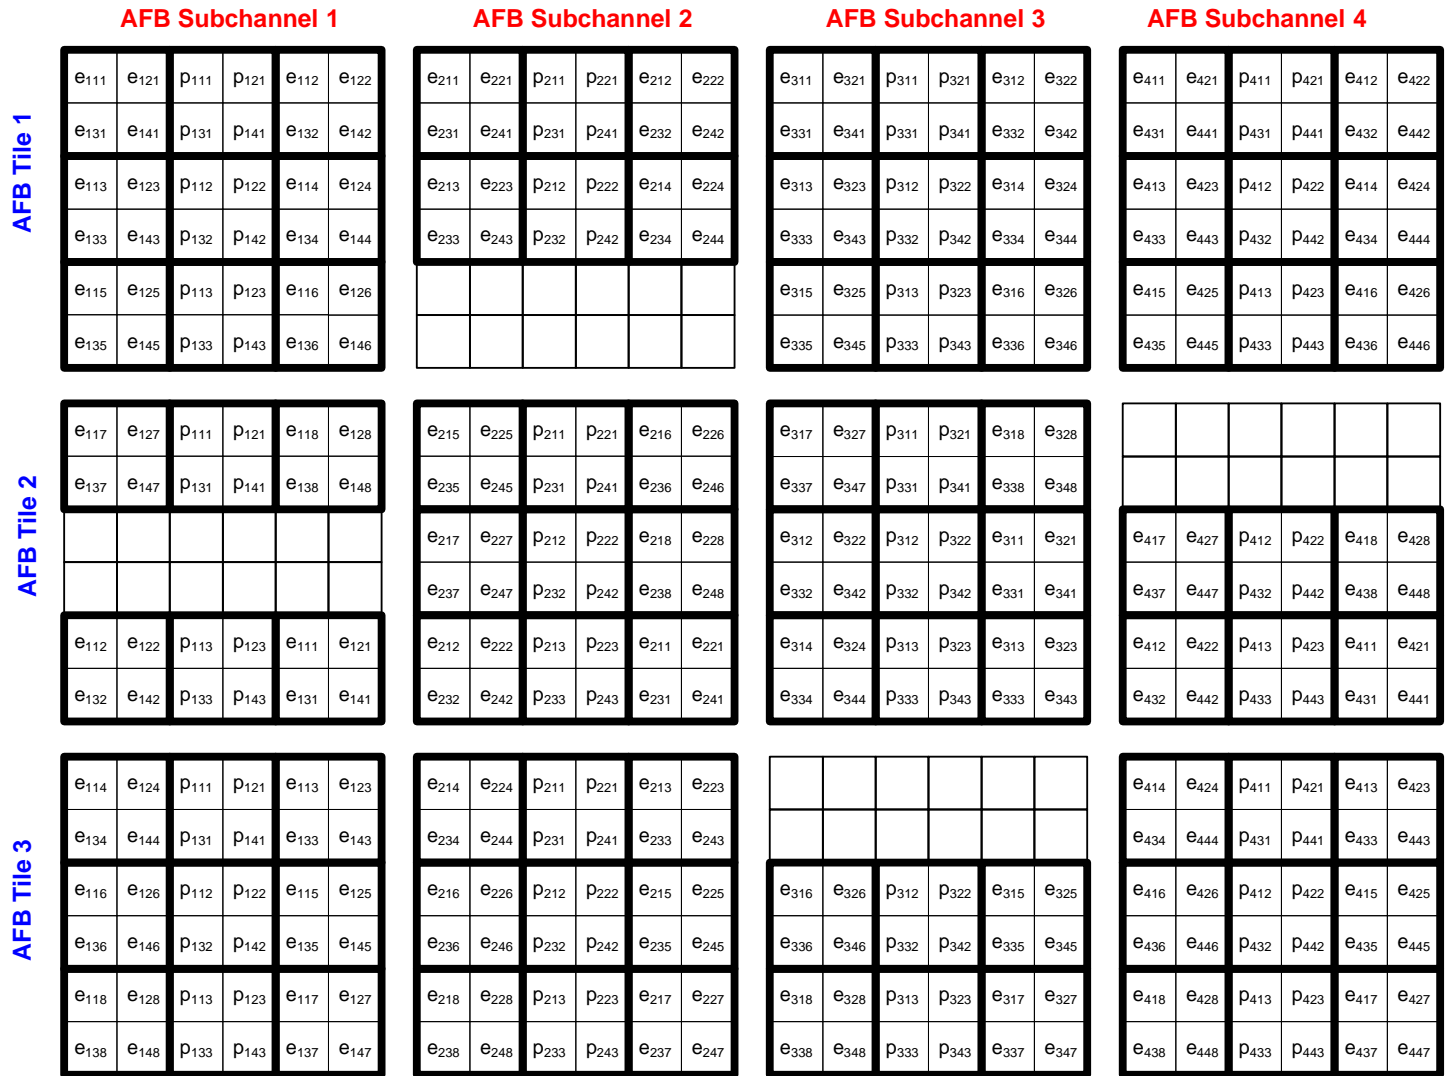 AFB Subchannel 1 AFB Subchannel 2 AFB Subchannel 3 AFB Subchannel 4
AFB Tile 1
e111 e121 p111 p121 e112 e122 e211 e221 p211 p221 e212 e222 e311 e321 p311 p321 e312 e322 e411 e421 p411 p421 e412 e422
e131 e141 p131 p141 e132 e142 e231 e241 p231 p241 e232 e242 e331 e341 p331 p341 e332 e342 e431 e441 p431 p441 e432 e442
e113 e123 p112 p122 e114 e124 e213 e223 p212 p222 e214 e224 e313 e323 p312 p322 e314 e324 e413 e423 p412 p422 e414 e424
e133 e143 p132 p142 e134 e144 e233 e243 p232 p242 e234 e244 e333 e343 p332 p342 e334 e344 e433 e443 p432 p442 e434 e444
e115 e125 p113 p123 e116 e126 e315 e325 p313 p323 e316 e326 e415 e425 p413 p423 e416 e426
e135 e145 p133 p143 e136 e146 e335 e345 p333 p343 e336 e346 e435 e445 p433 p443 e436 e446
AFB Tile 2
e117 e127 p111 p121 e118 e128 e215 e225 p211 p221 e216 e226 e317 e327 p311 p321 e318 e328
e137 e147 p131 p141 e138 e148 e235 e245 p231 p241 e236 e246 e337 e347 p331 p341 e338 e348
e217 e227 p212 p222 e218 e228 e312 e322 p312 p322 e311 e321 e417 e427 p412 p422 e418 e428
e237 e247 p232 p242 e238 e248 e332 e342 p332 p342 e331 e341 e437 e447 p432 p442 e438 e448
e112 e122 p113 p123 e111 e121 e212 e222 p213 p223 e211 e221 e314 e324 p313 p323 e313 e323 e412 e422 p413 p423 e411 e421
e132 e142 p133 p143 e131 e141 e232 e242 p233 p243 e231 e241 e334 e344 p333 p343 e333 e343 e432 e442 p433 p443 e431 e441
AFB Tile 3
e114 e124 p111 p121 e113 e123 e214 e224 p211 p221 e213 e223 e414 e424 p411 p421 e413 e423
e134 e144 p131 p141 e133 e143 e234 e244 p231 p241 e233 e243 e434 e444 p431 p441 e433 e443
e116 e126 p112 p122 e115 e125 e216 e226 p212 p222 e215 e225 e316 e326 p312 p322 e315 e325 e416 e426 p412 p422 e415 e425
e136 e146 p132 p142 e135 e145 e236 e246 p232 p242 e235 e245 e336 e346 p332 p342 e335 e345 e436 e446 p432 p442 e435 e445
e118 e128 p113 p123 e117 e127 e218 e228 p213 p223 e217 e227 e318 e328 p313 p323 e317 e327 e418 e428 p413 p423 e417 e427
e138 e148 p133 p143 e137 e147 e238 e248 p233 p243 e237 e247 e338 e348 p333 p343 e337 e347 e438 e448 p433 p443 e437 e447